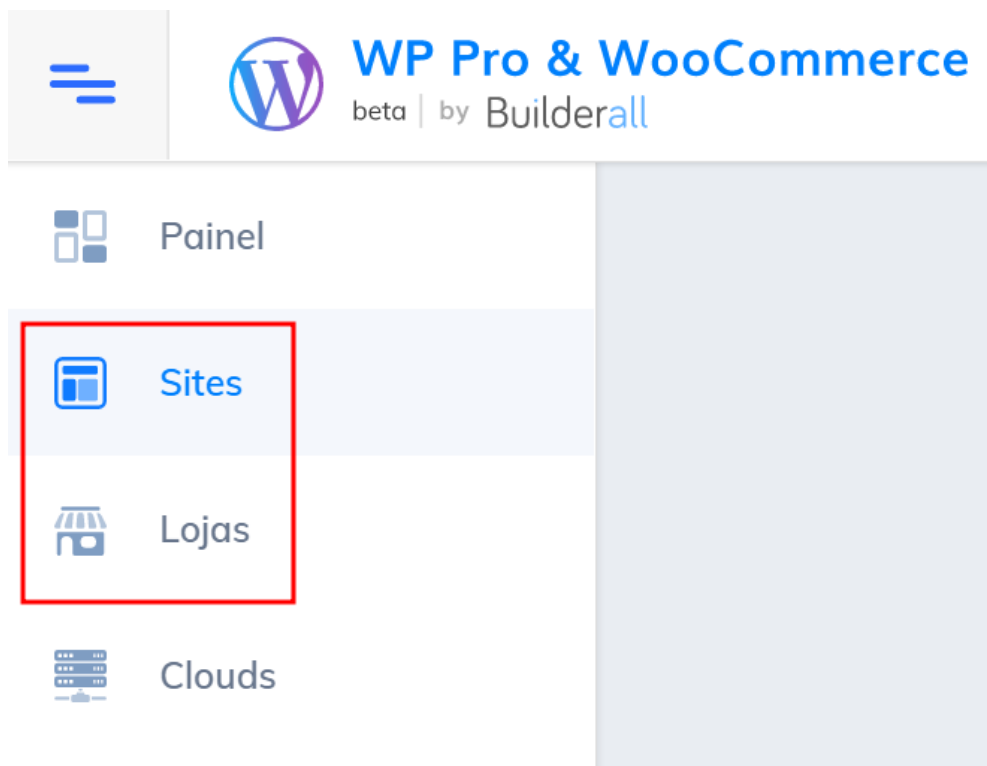 WP Pro & WooCommerce
beta | by Builderall
Painel
Sites
Lojas
Clouds